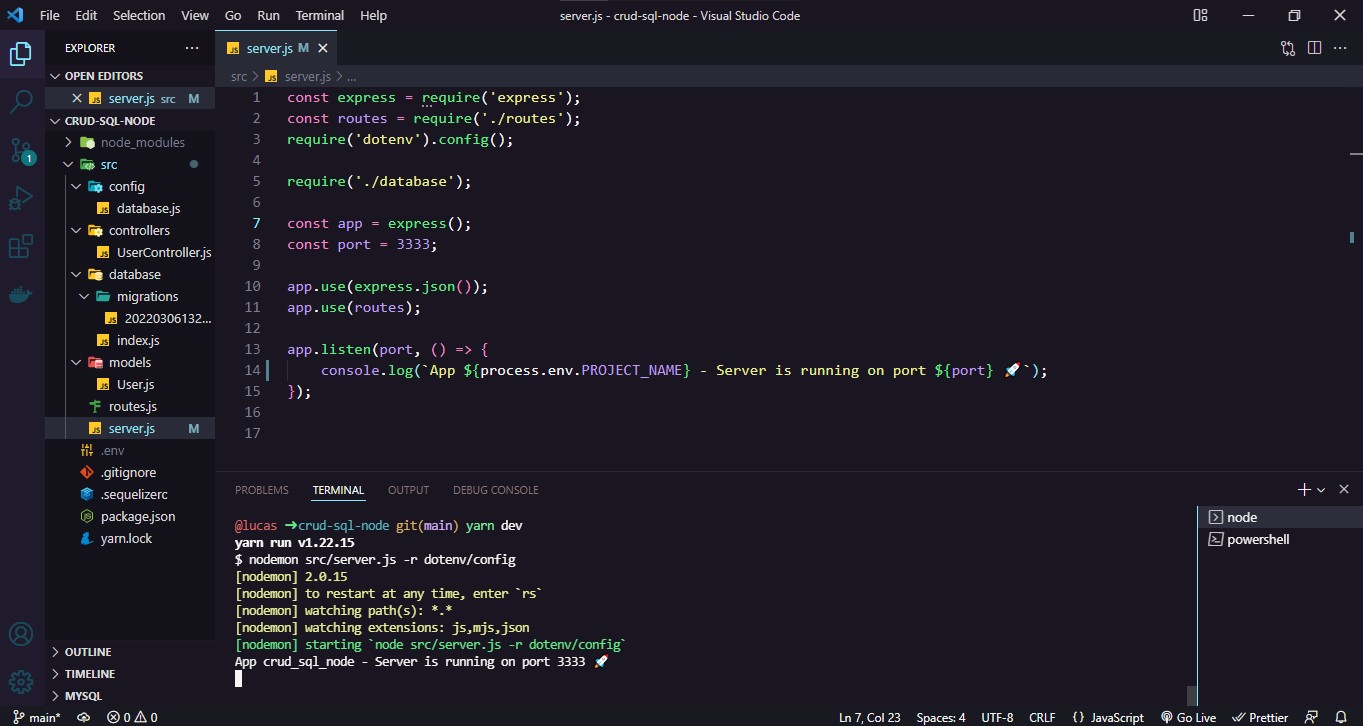 File Edit Selection View Go Run Terminal Help
server.js - crud-sql-node - Visual Studio Code
EXPLORER
OPEN EDITORS
JS server.js src M
CRUD-SQL-NODE
node_modules
src
config
JS database.js
controllers
JS UserController.js
database
migrations
JS 20220306132...
JS index.js
models
JS User.js
routes.js
JS server.js M
.env
.gitignore
.sequelizerc
package.json
yarn.lock
OUTLINE
TIMELINE
MYSQL
1
JS server.js M
src > JS server.js > ...
1 const express = require('express');
2 const routes = require('./routes');
3 require('dotenv').config();
4
5 require('./database');
6
7 const app = express();
8 const port = 3333;
9
10 app.use(express.json());
11 app.use(routes);
12
13 app.listen(port, () => {
14 console.log(`App ${process.env.PROJECT_NAME} - Server is running on port ${port} 🚀`);
15 });
16
17
PROBLEMS TERMINAL OUTPUT DEBUG CONSOLE
@lucas ➜crud-sql-node git(main) yarn dev
yarn run v1.22.15
$ nodemon src/server.js -r dotenv/config
[nodemon] 2.0.15
[nodemon] to restart at any time, enter `rs`
[nodemon] watching path(s): *.*
[nodemon] watching extensions: js,mjs,json
[nodemon] starting `node src/server.js -r dotenv/config`
App crud_sql_node - Server is running on port 3333 🚀
node
powershell
main* 0 0 Ln 7, Col 23 Spaces: 4 UTF-8 CRLF {} JavaScript Go Live Prettier